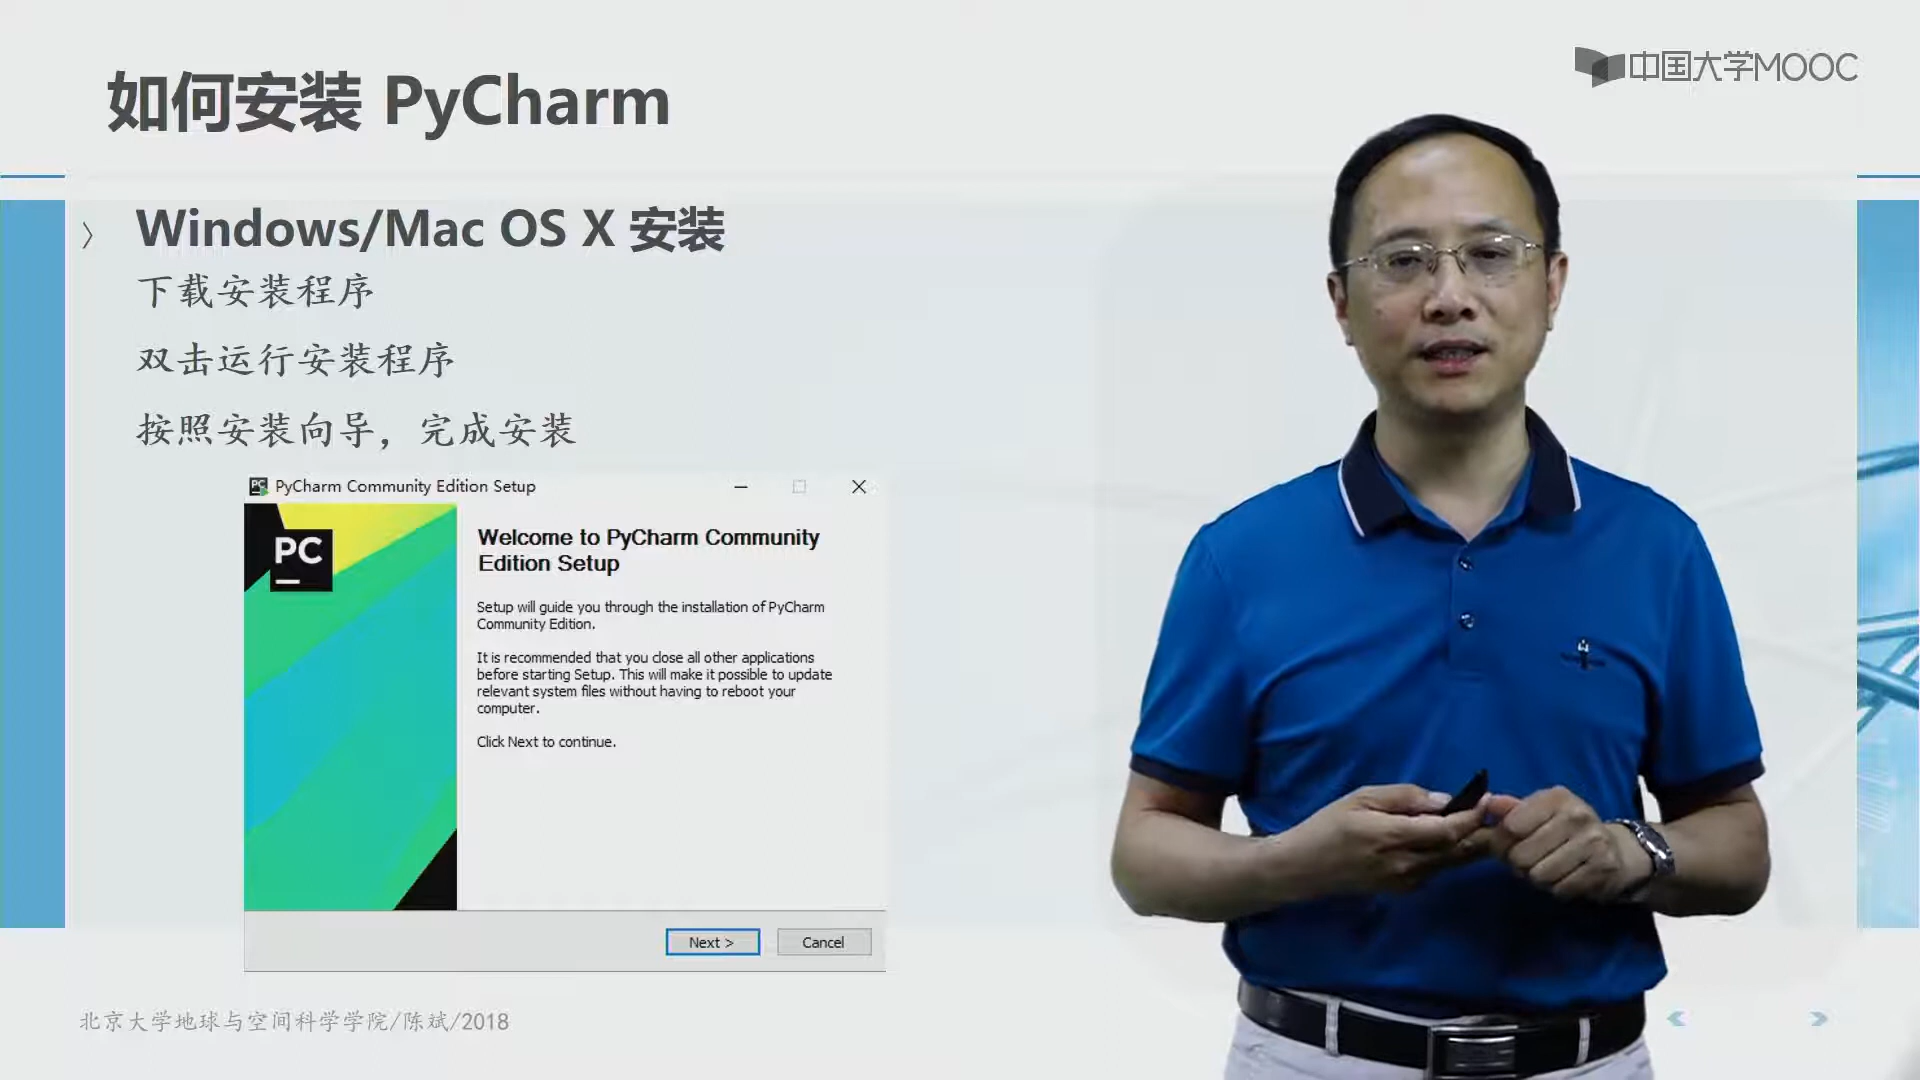 如何安装 PyCharm
中国大学MOOC
Windows/Mac OS X 安装
下载安装程序
双击运行安装程序
按照安装向导，完成安装
PyCharm Community Edition Setup
PC
Welcome to PyCharm Community
Edition Setup
Setup will guide you through the installation of PyCharm
Community Edition.
It is recommended that you close all other applications
before starting Setup. This will make it possible to update
relevant system files without having to reboot your
computer.
Click Next to continue.
Next >
Cancel
北京大学地球与空间科学学院/陈斌/2018